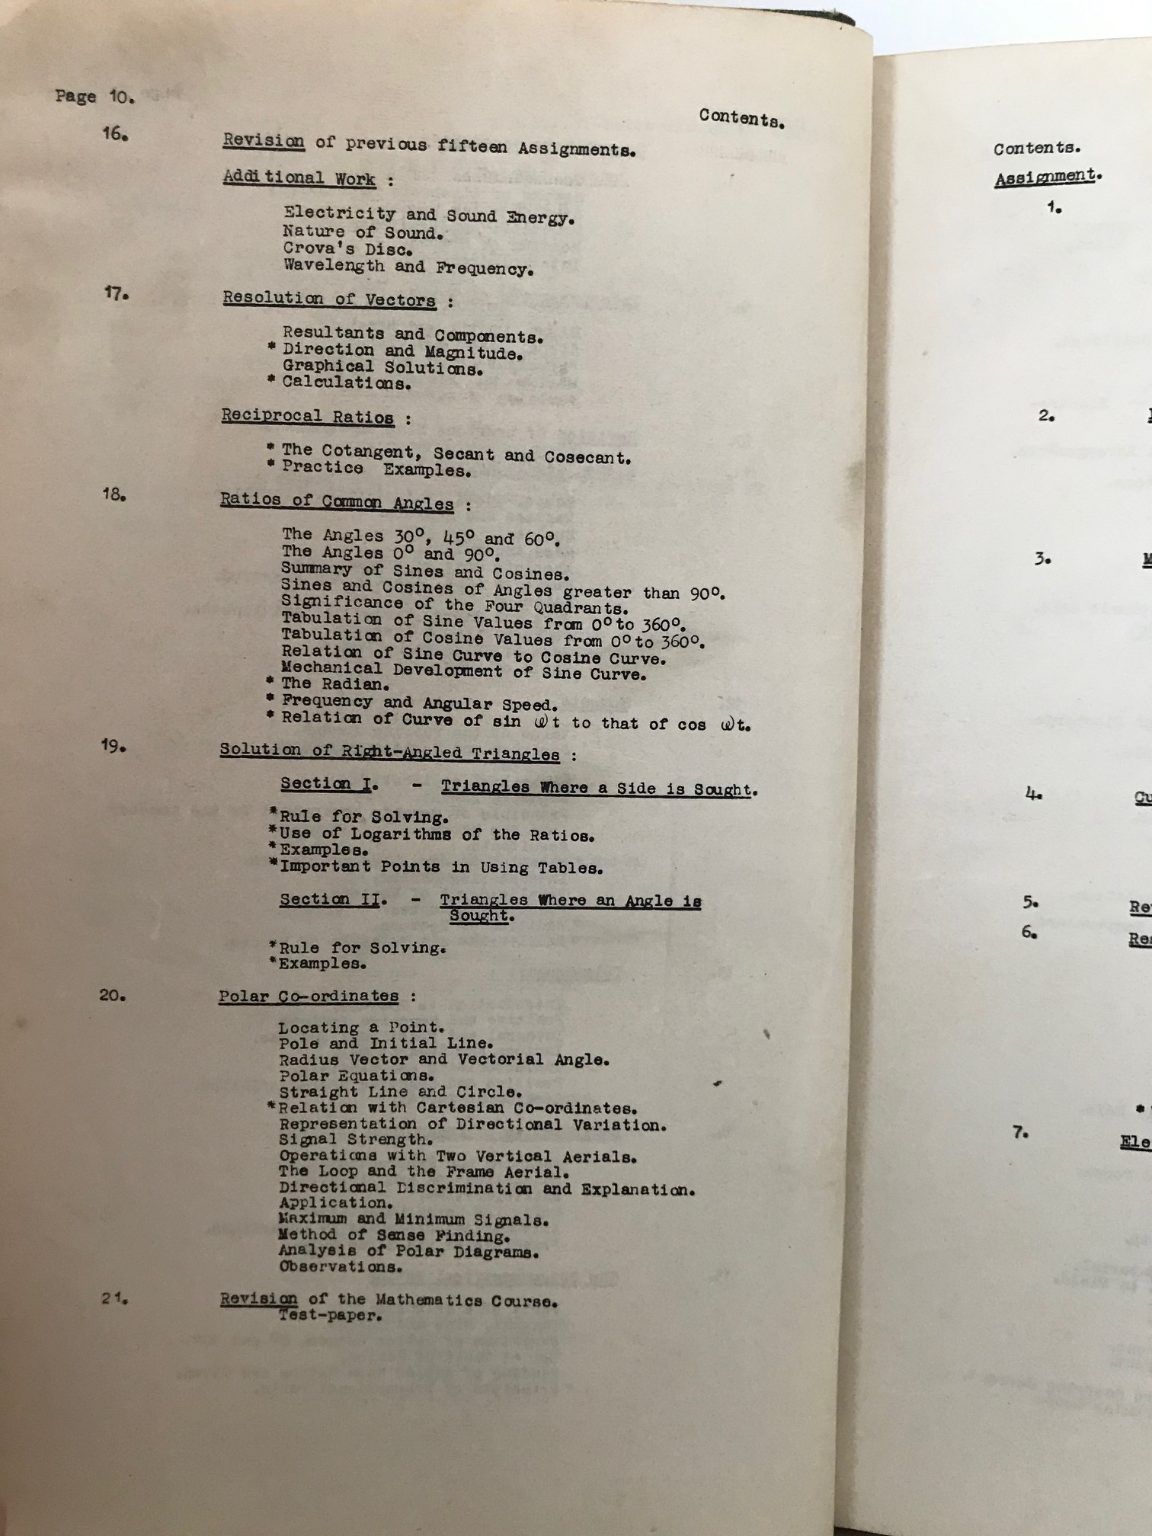 Page 10.
Contents.
16.
Revision of previous fifteen Assignments.
Additional Work :
Electricity and Sound Energy.
Nature of Sound.
Crova's Disc.
Wavelength and Frequency.
17.
Resolution of Vectors :
Resultants and Components.
* Direction and Magnitude.
Graphical Solutions.
* Calculations.
Reciprocal Ratios :
* The Cotangent, Secant and Cosecant.
* Practice Examples.
18.
Ratios of Common Angles :
The Angles 30°, 45° and 60°.
The Angles 0° and 90°.
Summary of Sines and Cosines.
Sines and Cosines of Angles greater than 90°.
Significance of the Four Quadrants.
Tabulation of Sine Values from 0° to 360°.
Tabulation of Cosine Values from 0° to 360°.
Relation of Sine Curve to Cosine Curve.
Mechanical Development of Sine Curve.
* The Radian.
* Frequency and Angular Speed.
* Relation of Curve of sin ωt to that of cos ωt.
19.
Solution of Right-Angled Triangles :
Section I. - Triangles Where a Side is Sought.
*Rule for Solving.
*Use of Logarithms of the Ratios.
*Examples.
*Important Points in Using Tables.
Section II. - Triangles Where an Angle is
Sought.
*Rule for Solving.
*Examples.
20.
Polar Co-ordinates :
Locating a Point.
Pole and Initial Line.
Radius Vector and Vectorial Angle.
Polar Equations.
Straight Line and Circle.
*Relation with Cartesian Co-ordinates.
Representation of Directional Variation.
Signal Strength.
Operations with Two Vertical Aerials.
The Loop and the Frame Aerial.
Directional Discrimination and Explanation.
Application.
Maximum and Minimum Signals.
Method of Sense Finding.
Analysis of Polar Diagrams.
Observations.
21.
Revision of the Mathematics Course.
Test-paper.
Contents.
Assignment.
1.
2.
3.
4.
5.
6.
*
7.